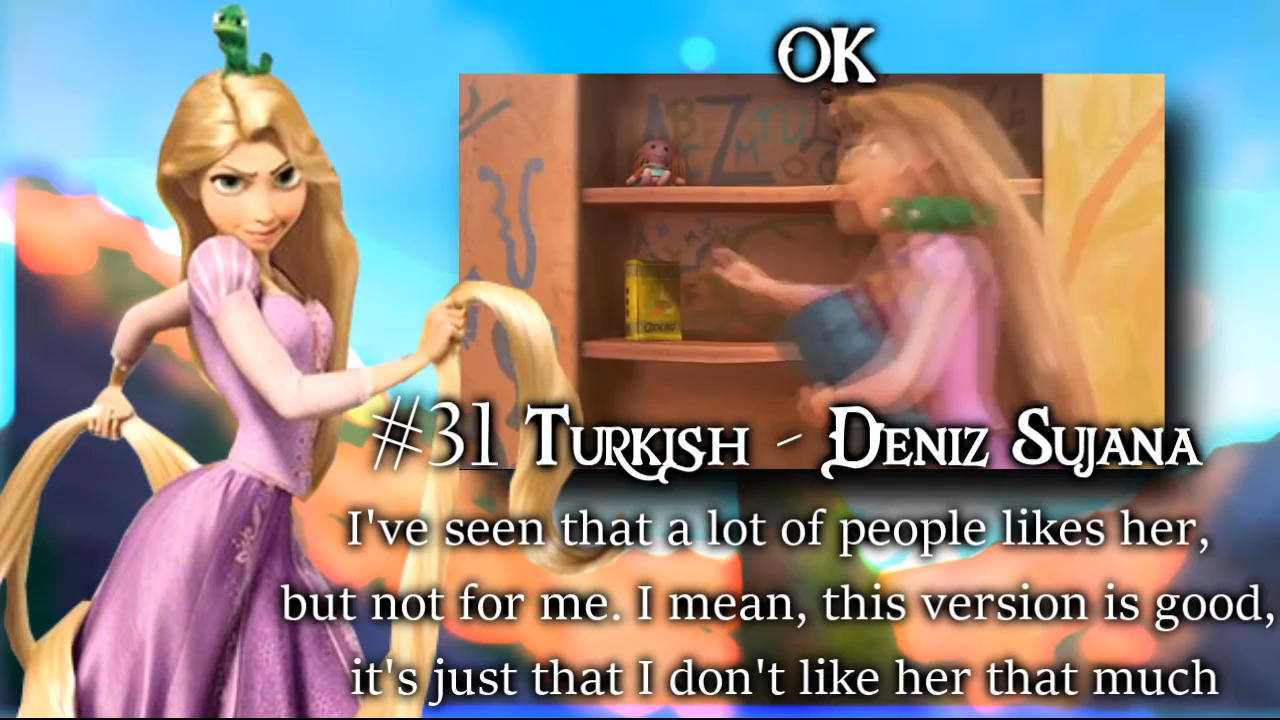 OK
#31 Turkish - Deniz Sujana
I've seen that a lot of people likes her,
but not for me. I mean, this version is good,
it's just that I don't like her that much